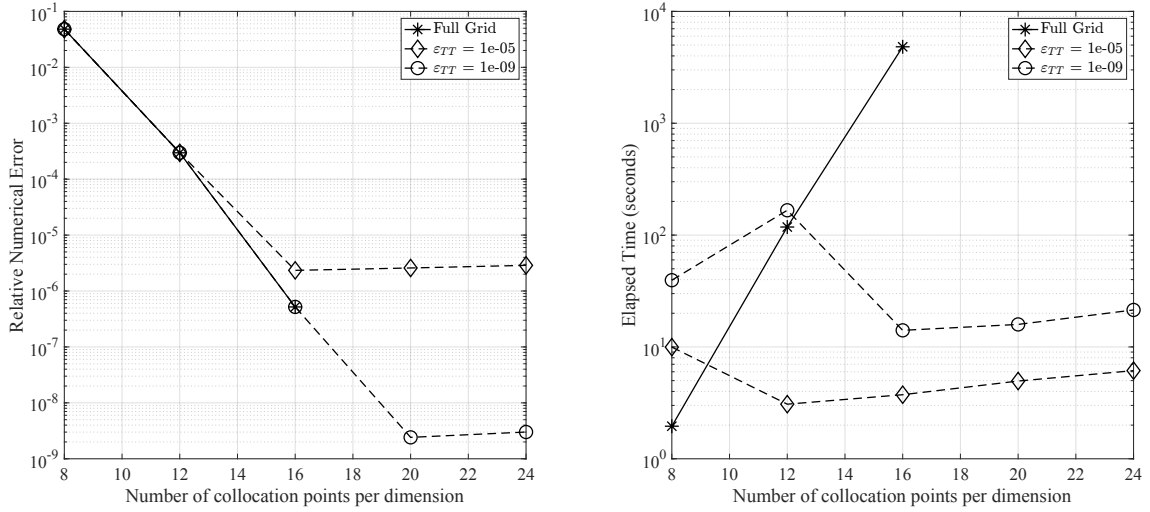 Full Grid
ε_TT = 1e-05
ε_TT = 1e-09
10^-1
10^-2
10^-3
10^-4
10^-5
10^-6
10^-7
10^-8
10^-9
Relative Numerical Error
8 10 12 14 16 18 20 22 24
Number of collocation points per dimension
Full Grid
ε_TT = 1e-05
ε_TT = 1e-09
10^4
10^3
10^2
10^1
10^0
Elapsed Time (seconds)
8 10 12 14 16 18 20 22 24
Number of collocation points per dimension